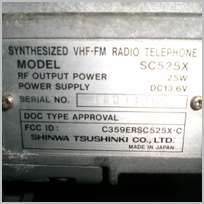 SYNTHESIZED VHF-FM RADIO TELEPHONE
MODEL SC525X
RF OUTPUT POWER 25W
POWER SUPPLY DC13.6V
SERIAL NO.
DOC TYPE APPROVAL
FCC ID: C359ERSC525X-C
SHINWA TSUSHINKI CO., LTD.
MADE IN JAPAN